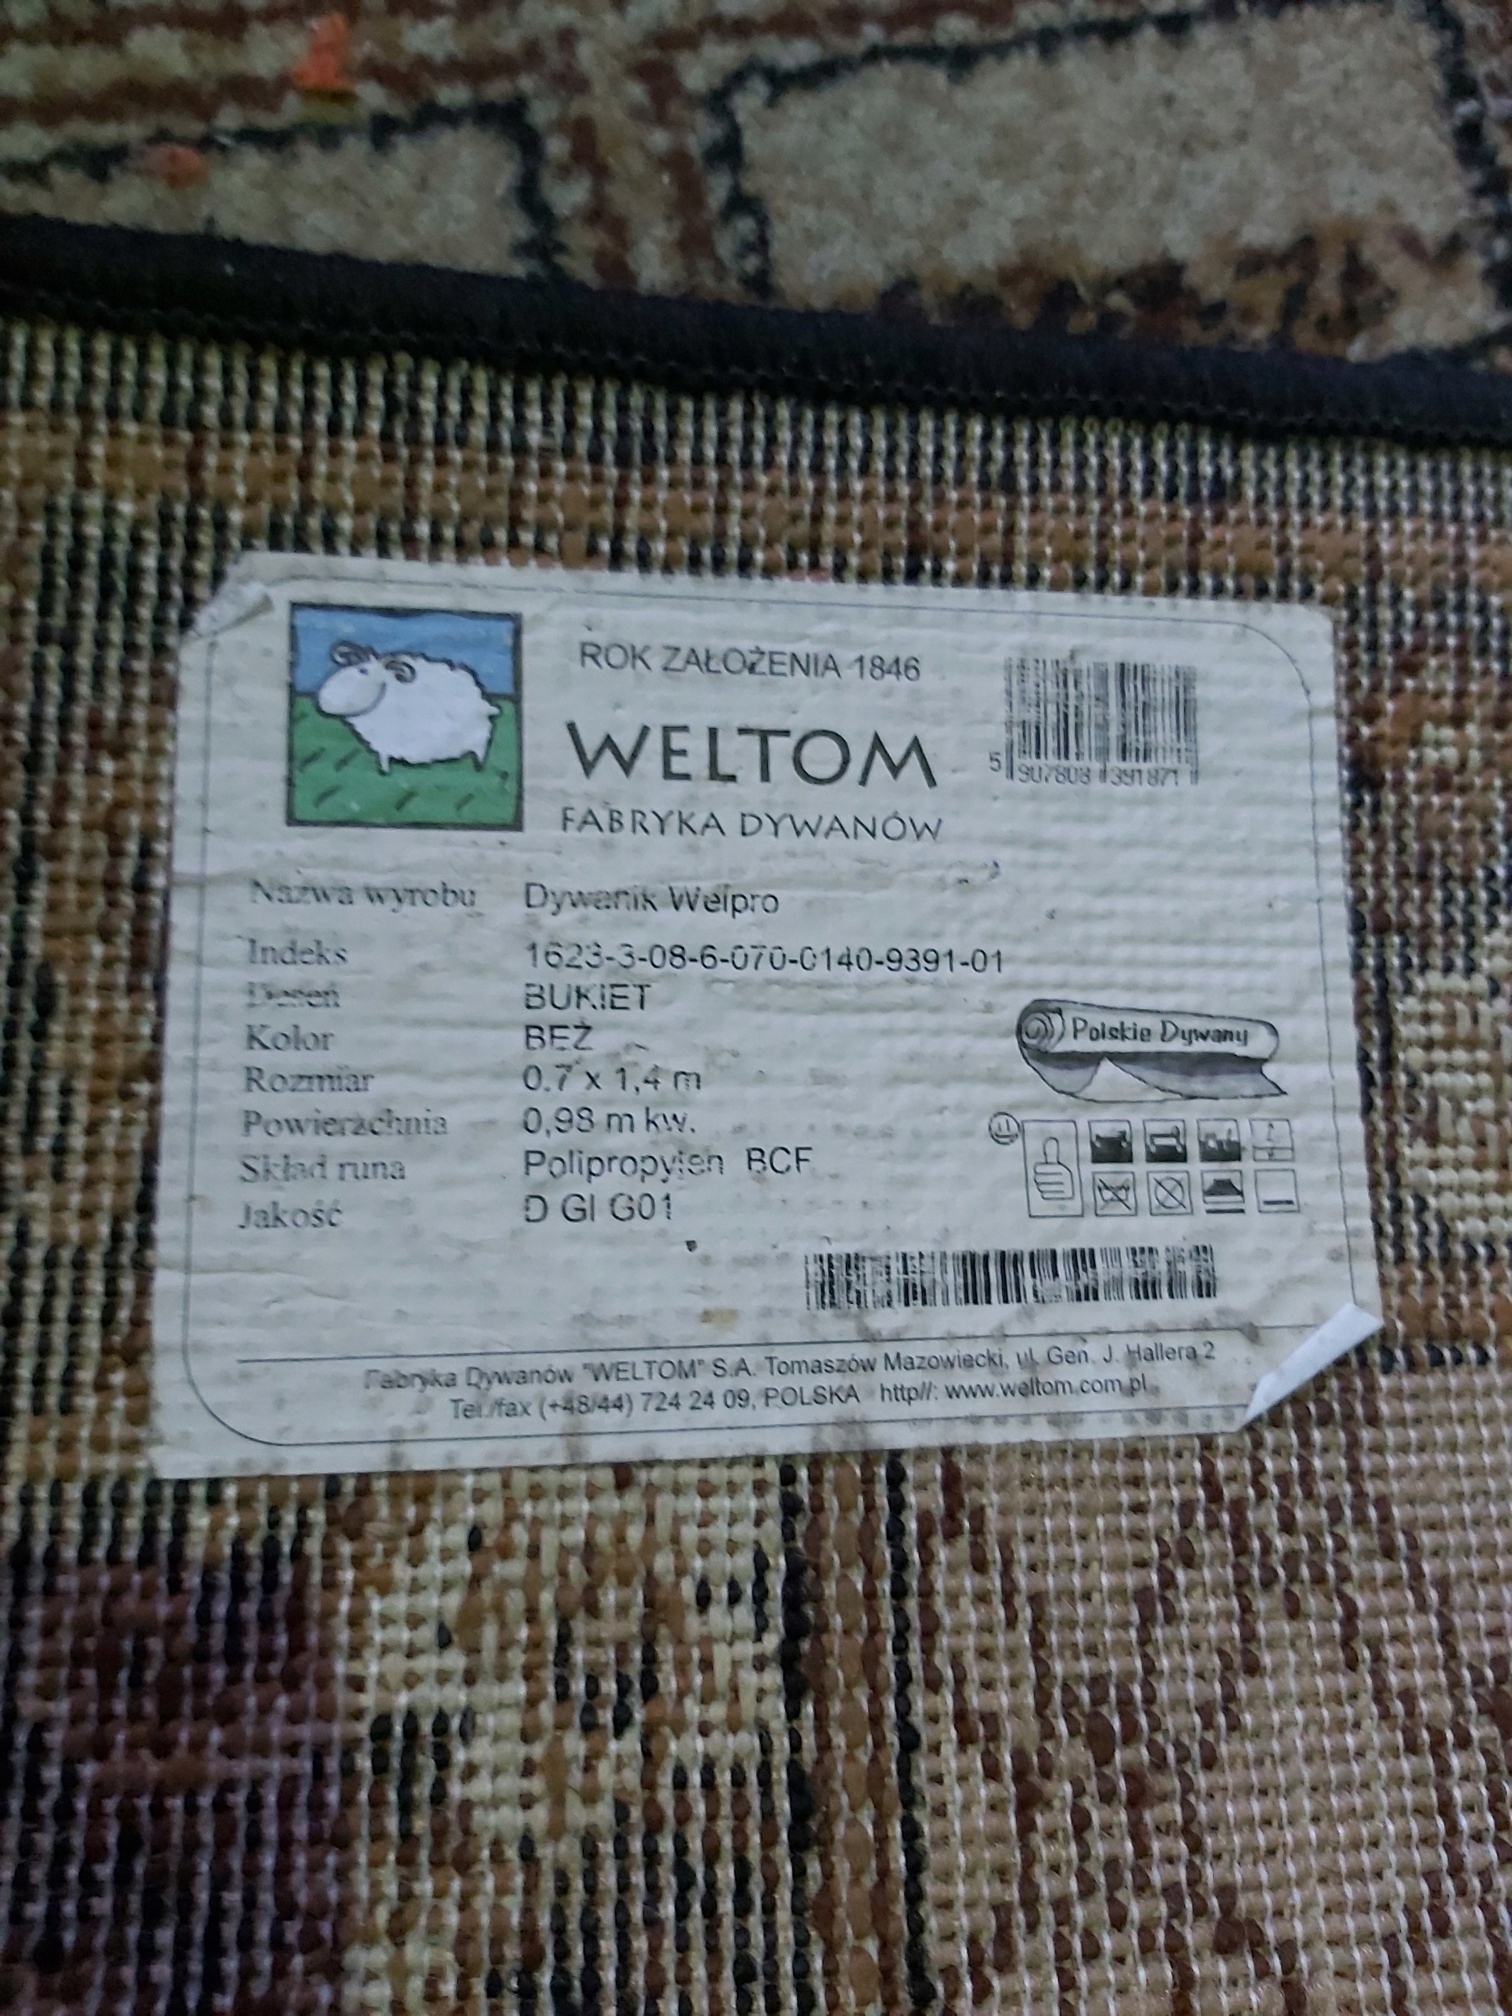 ROK ZAŁOŻENIA 1846
WELTOM
FABRYKA DYWANÓW
5 907808 391871
Nazwa wyrobu Dywanik Welpro
Indeks 1623-3-08-6-070-0140-9391-01
Deseń BUKIET
Kolor BEŻ
Rozmiar 0.7 x 1,4 m
Powierzchnia 0,98 m kw.
Skład runa Polipropylen BCF
Jakość D GI G01
Polskie Dywany
Fabryka Dywanów "WELTOM" S.A. Tomaszów Mazowiecki, ul. Gen. J. Hallera 2
Tel./fax (+48/44) 724 24 09, POLSKA http//: www.weltom.com.pl